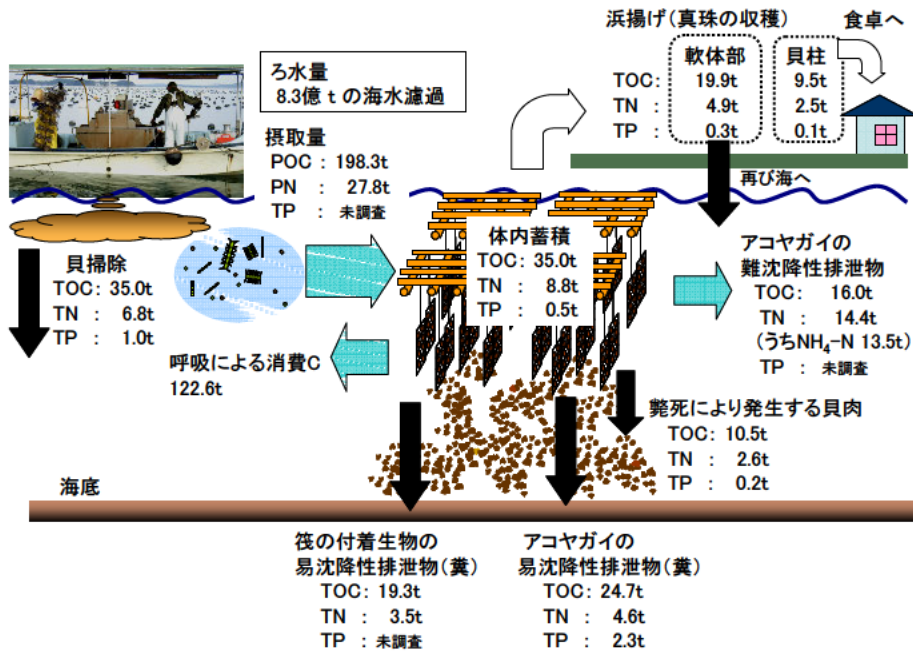 浜揚げ(真珠の収穫)
食卓へ
軟体部
貝柱
TOC: 19.9t 9.5t
TN : 4.9t 2.5t
TP : 0.3t 0.1t
再び海へ
ろ水量
8.3億 t の海水濾過
摂取量
POC : 198.3t
PN : 27.8t
TP : 未調査
体内蓄積
TOC: 35.0t
TN : 8.8t
TP : 0.5t
貝掃除
TOC: 35.0t
TN : 6.8t
TP : 1.0t
呼吸による消費C
122.6t
アコヤガイの
難沈降性排泄物
TOC : 16.0t
TN : 14.4t
(うちNH₄-N 13.5t)
TP : 未調査
斃死により発生する貝肉
TOC: 10.5t
TN : 2.6t
TP : 0.2t
海底
筏の付着生物の
易沈降性排泄物(糞)
TOC: 19.3t
TN : 3.5t
TP : 未調査
アコヤガイの
易沈降性排泄物(糞)
TOC: 24.7t
TN : 4.6t
TP : 2.3t